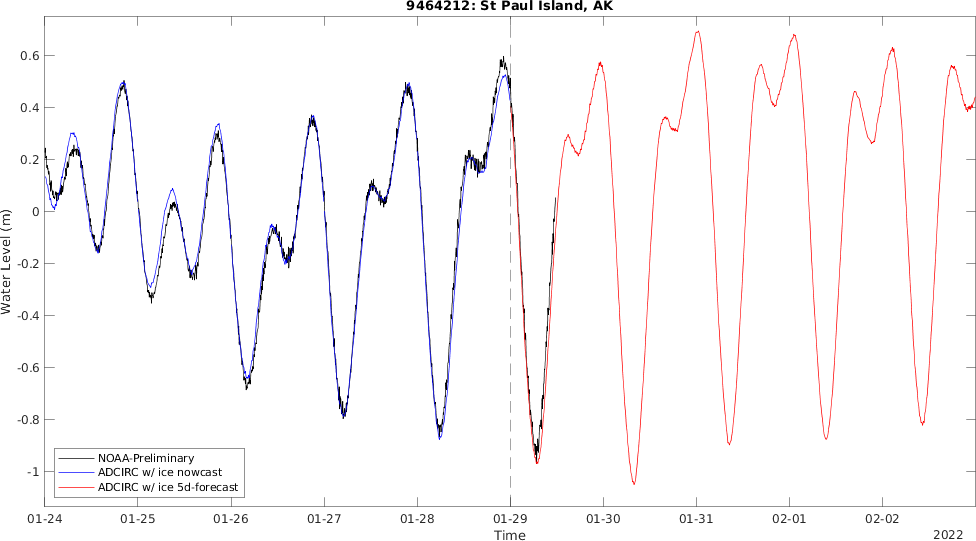 9464212: St Paul Island, AK
Water Level (m)
0.6
0.4
0.2
0
-0.2
-0.4
-0.6
-0.8
-1
NOAA-Preliminary
ADCIRC w/ ice nowcast
ADCIRC w/ ice 5d-forecast
01-24 01-25 01-26 01-27 01-28 01-29 01-30 01-31 02-01 02-02
Time
2022